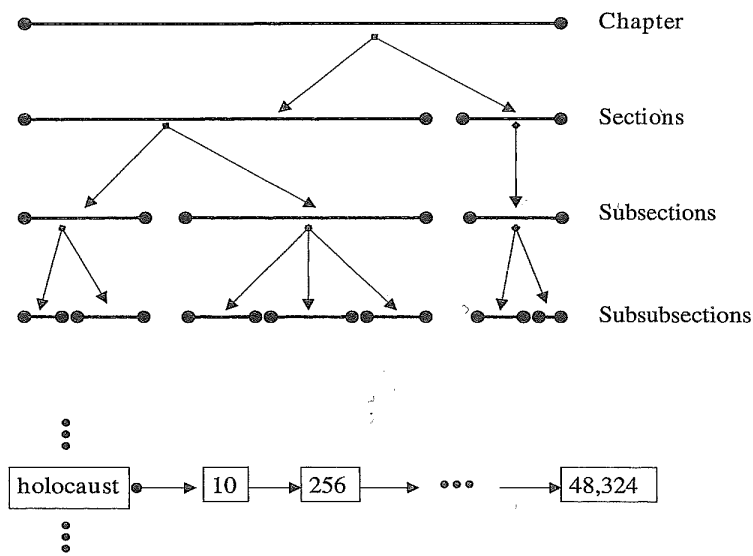 Chapter
Sections
Subsections
Subsubsections
holocaust 10 256 ••• 48,324